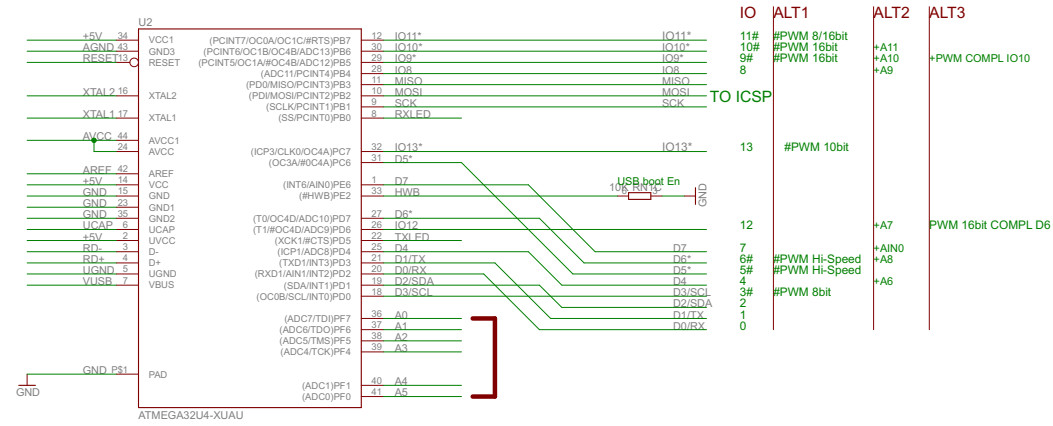 IO ALT1 ALT2 ALT3
U2
+5V 34 VCC1 (PCINT7/OC0A/OC1C/#RTS)PB7 12 IO11* IO11* 11# #PWM 8/16bit
AGND 43 GND3 (PCINT6/OC1B/OC4B/ADC13)PB6 30 IO10* IO10* 10# #PWM 16bit +A11
RESET 13 RESET (PCINT5/OC1A/#OC4B/ADC12)PB5 29 IO9* IO9* 9# #PWM 16bit +A10 +PWM COMPL IO10
(ADC11/PCINT4)PB4 28 IO8 IO8 8 +A9
(PD0/MISO/PCINT3)PB3 11 MISO MISO
XTAL2 16 XTAL2 (PDI/MOSI/PCINT2)PB2 10 MOSI MOSI TO ICSP
(SCLK/PCINT1)PB1 9 SCK SCK
XTAL1 17 XTAL1 (SS/PCINT0)PB0 8 RXLED
AVCC 44 AVCC1
24 AVCC (ICP3/CLK0/#OC4A)PC7 32 IO13* IO13* 13 #PWM 10bit
(OC3A/#0C4A)PC6 31 D5*
AREF 42 AREF
+5V 14 VCC (INT6/AIN0)PE6 1 D7 USB boot En
GND 15 GND (#HWB)PE2 33 HWB 10K RN1C GND
GND 23 GND1
GND 35 GND2 (T0/OC4D/ADC10)PD7 27 D6*
UCAP 6 UCAP (T1/#OC4D/ADC9)PD6 26 IO12 12 +A7 PWM 16bit COMPL D6
+5V 2 UVCC (XCK1/#CTS)PD5 22 TXLED
RD- 3 D- (ICP1/ADC8)PD4 25 D4 D7 7 +AIN0
RD+ 4 D+ (TXD1/INT3)PD3 21 D1/TX D6* 6# #PWM Hi-Speed +A8
UGND 5 UGND (RXD1/AIN1/INT2)PD2 20 D0/RX D5* 5# #PWM Hi-Speed
VUSB 7 VBUS (SDA/INT1)PD1 19 D2/SDA D4 4 +A6
(OC0B/SCL/INT0)PD0 18 D3/SCL D3/SCL 3# #PWM 8bit
D2/SDA 2
(ADC7/TDI)PF7 36 A0 D1/TX 1
(ADC6/TDO)PF6 37 A1 D0/RX 0
(ADC5/TMS)PF5 38 A2
(ADC4/TCK)PF4 39 A3
GND P$1 PAD
(ADC1)PF1 40 A4
GND (ADC0)PF0 41 A5
ATMEGA32U4-XUAU